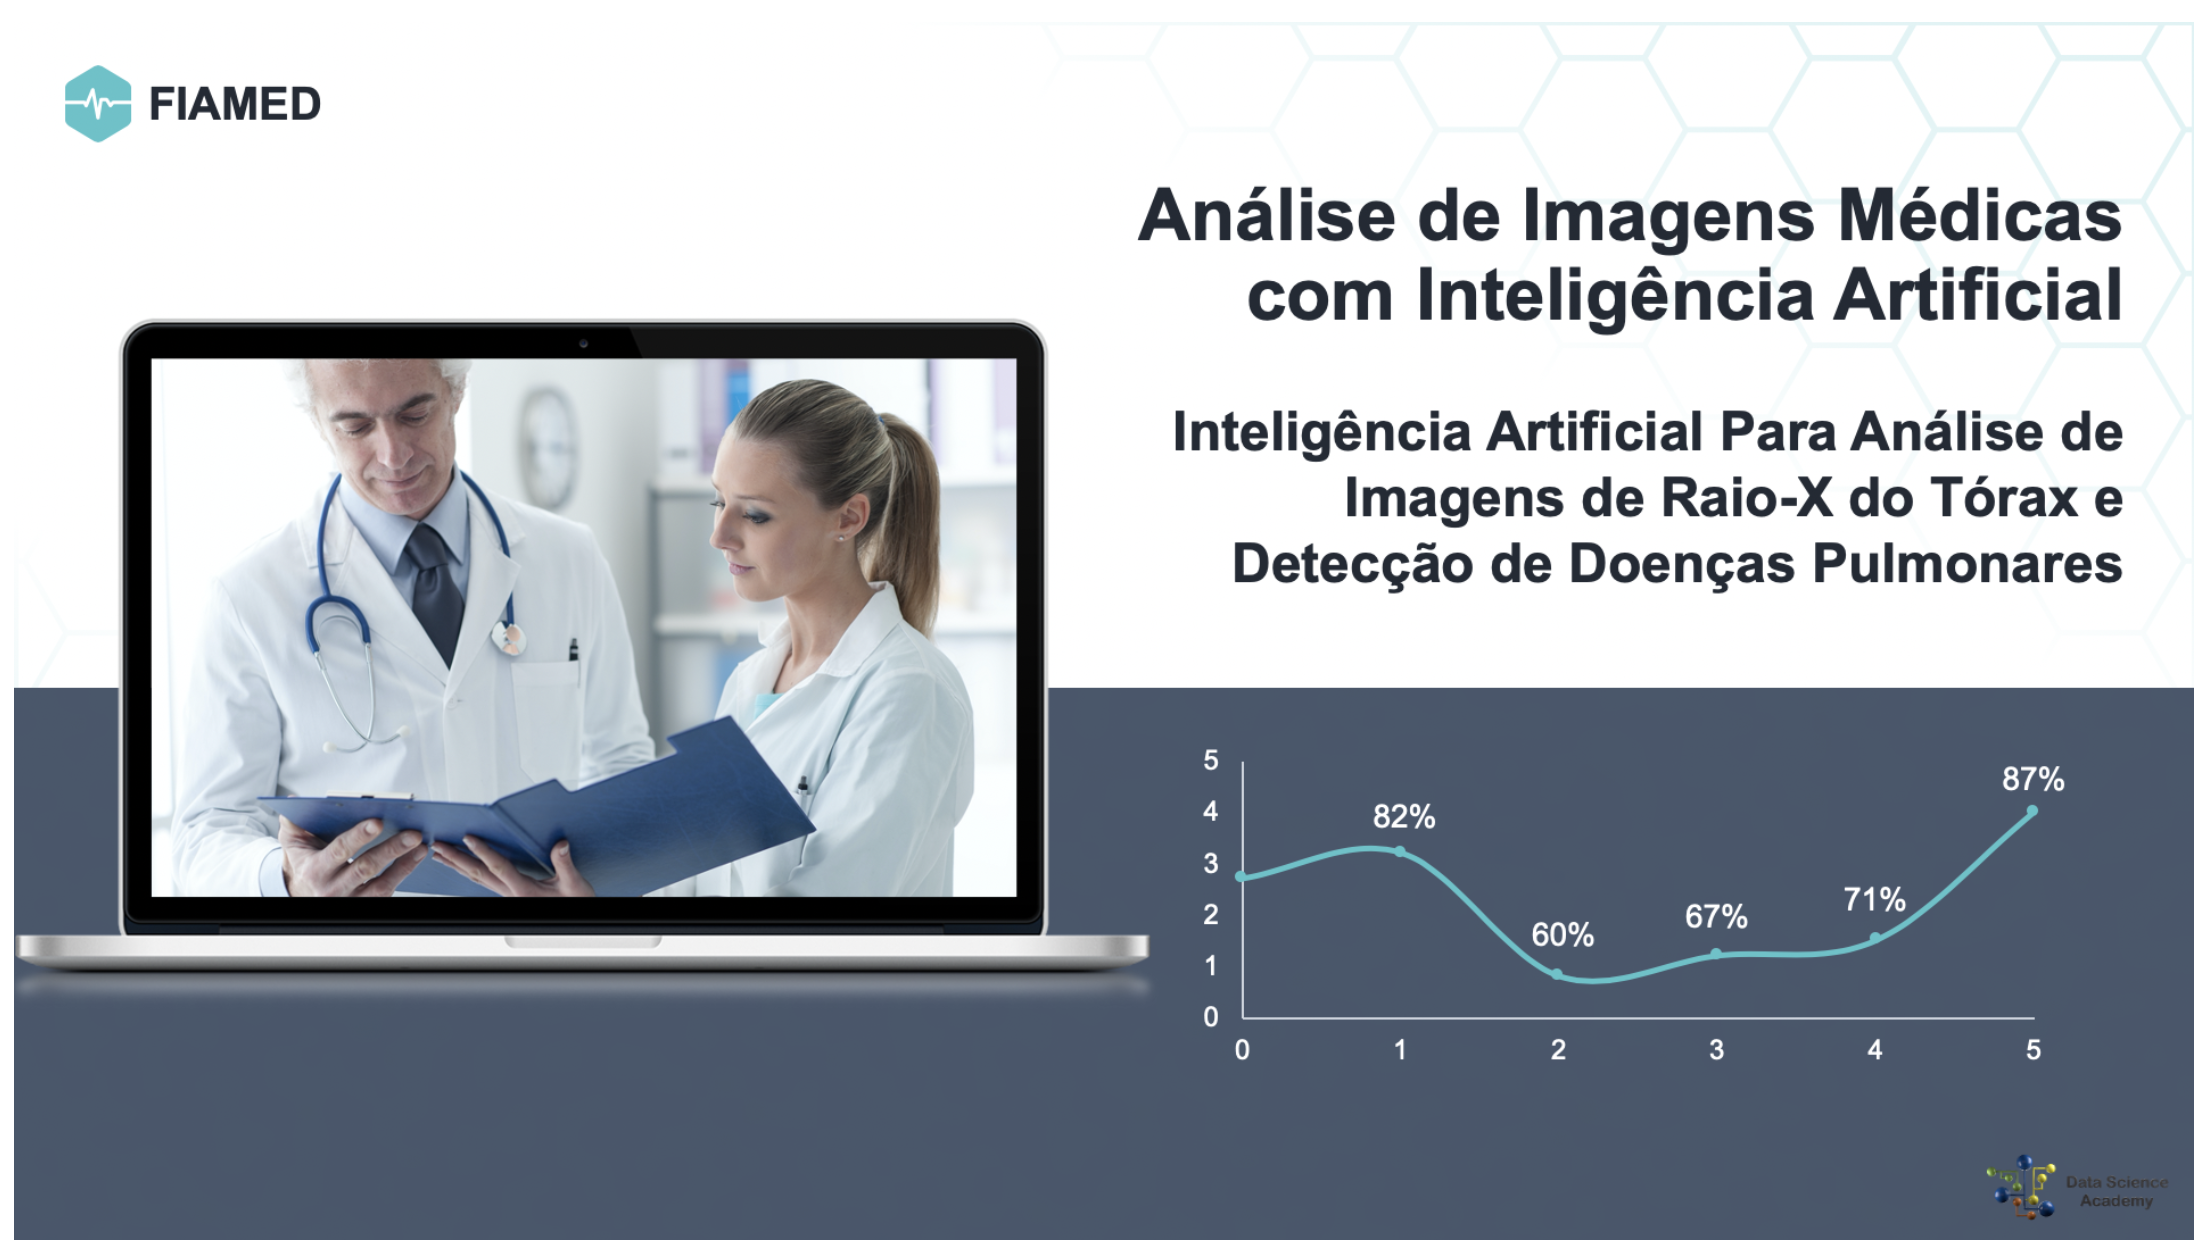 FIAMED
Análise de Imagens Médicas
com Inteligência Artificial
Inteligência Artificial Para Análise de
Imagens de Raio-X do Tórax e
Detecção de Doenças Pulmonares
5
4
3
2
1
0
82%
60%
67%
71%
87%
0 1 2 3 4 5
Data Science
Academy